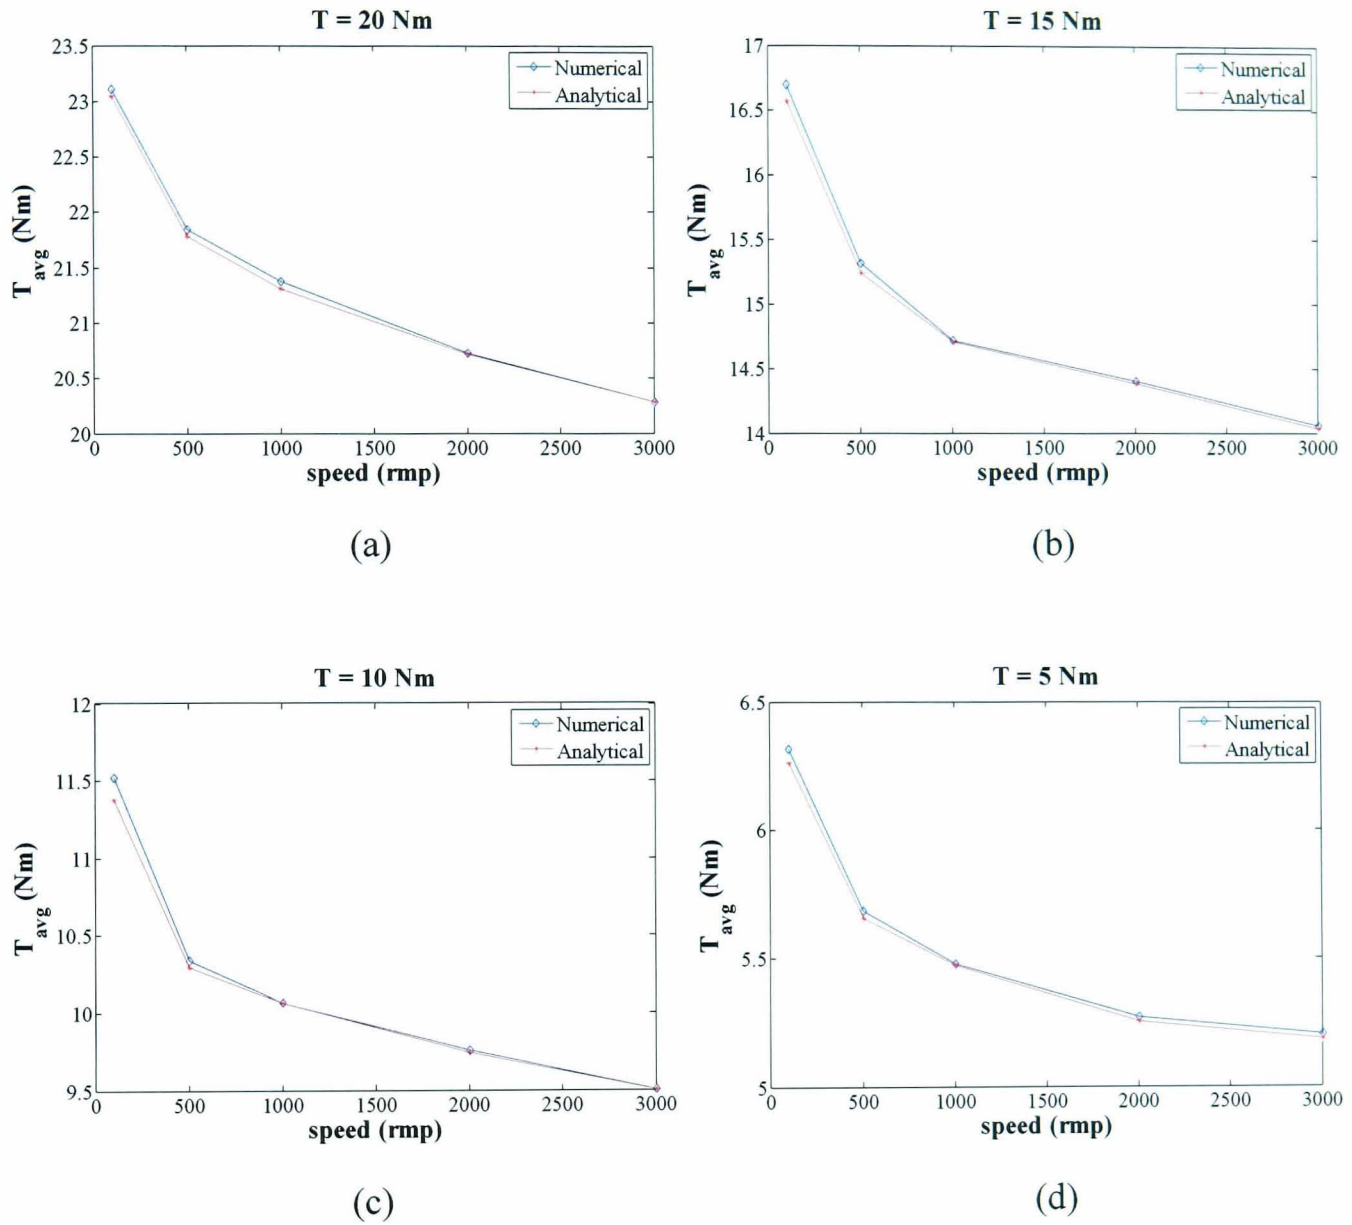 T = 20 Nm
23.5
23
22.5
22
21.5
21
20.5
20
T avg (Nm)
Numerical
Analytical
0 500 1000 1500 2000 2500 3000
speed (rmp)
(a)
T = 15 Nm
17
16.5
16
15.5
15
14.5
14
T avg (Nm)
Numerical
Analytical
0 500 1000 1500 2000 2500 3000
speed (rmp)
(b)
T = 10 Nm
12
11.5
11
10.5
10
9.5
T avg (Nm)
Numerical
Analytical
0 500 1000 1500 2000 2500 3000
speed (rmp)
(c)
T = 5 Nm
6.5
6
5.5
5
T avg (Nm)
Numerical
Analytical
0 500 1000 1500 2000 2500 3000
speed (rmp)
(d)